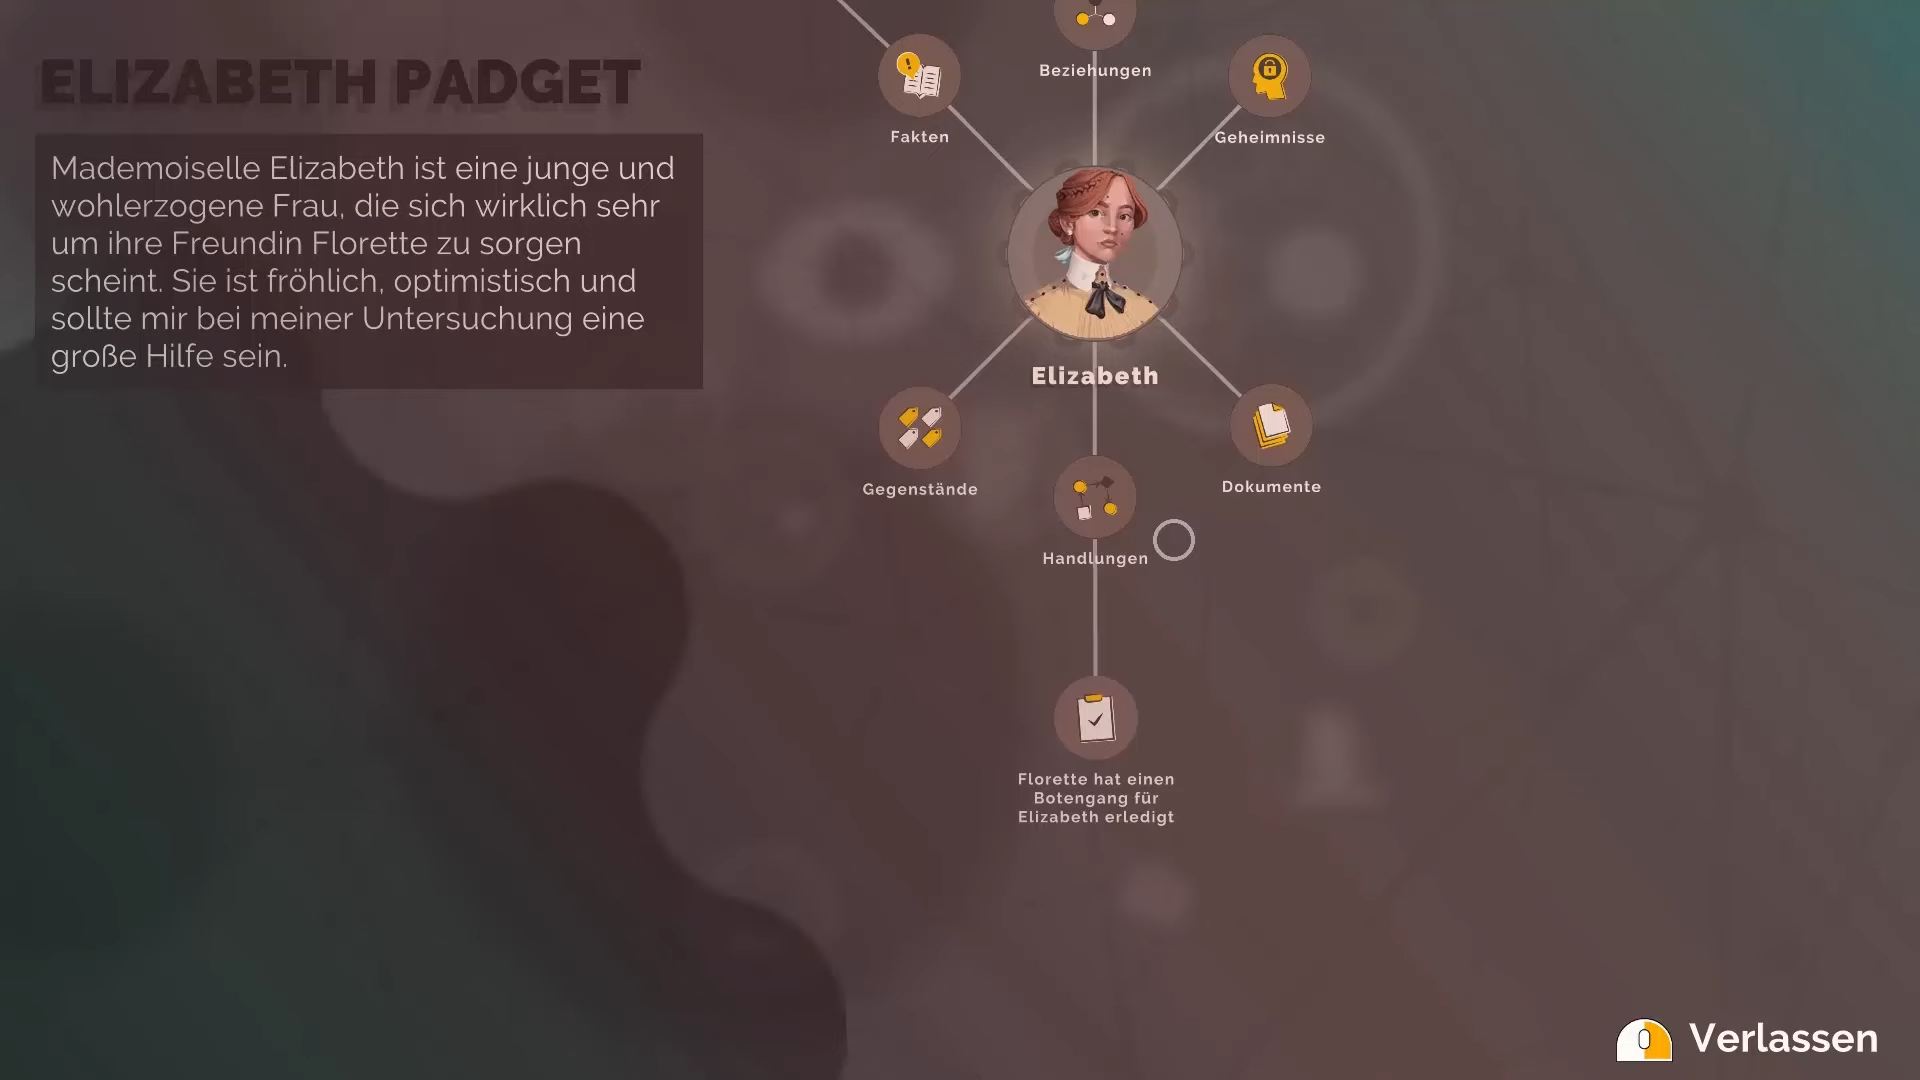 ELIZABETH PADGET
Mademoiselle Elizabeth ist eine junge und
wohlerzogene Frau, die sich wirklich sehr
um ihre Freundin Florette zu sorgen
scheint. Sie ist fröhlich, optimistisch und
sollte mir bei meiner Untersuchung eine
große Hilfe sein.
Beziehungen
Fakten
Geheimnisse
Elizabeth
Gegenstände
Dokumente
Handlungen
Florette hat einen
Botengang für
Elizabeth erledigt
Verlassen